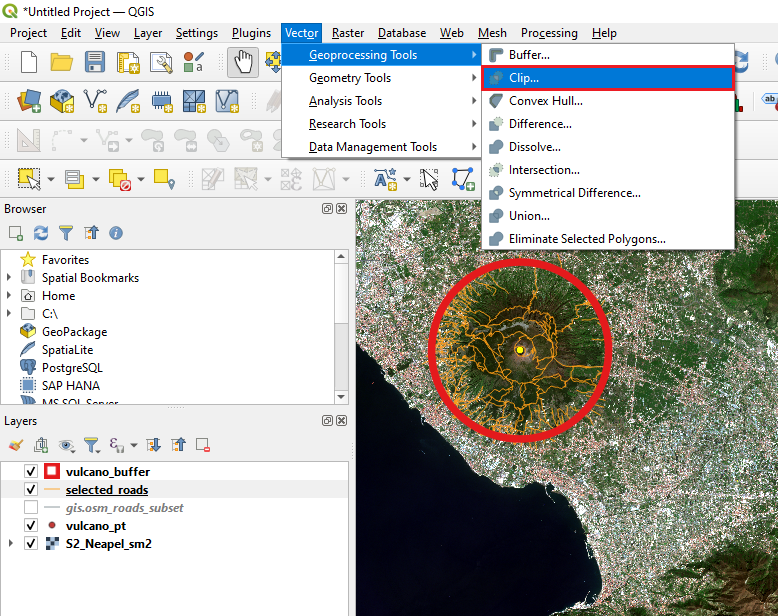 *Untitled Project — QGIS
Project Edit View Layer Settings Plugins Vector Raster Database Web Mesh Processing Help
Geoprocessing Tools
Geometry Tools
Analysis Tools
Research Tools
Data Management Tools
Buffer...
Clip...
Convex Hull...
Difference...
Dissolve...
Intersection...
Symmetrical Difference...
Union...
Eliminate Selected Polygons...
Browser
Favorites
Spatial Bookmarks
Home
C:\
GeoPackage
SpatiaLite
PostgreSQL
SAP HANA
MS SQL Server
Layers
vulcano_buffer
selected_roads
gis.osm_roads_subset
vulcano_pt
S2_Neapel_sm2